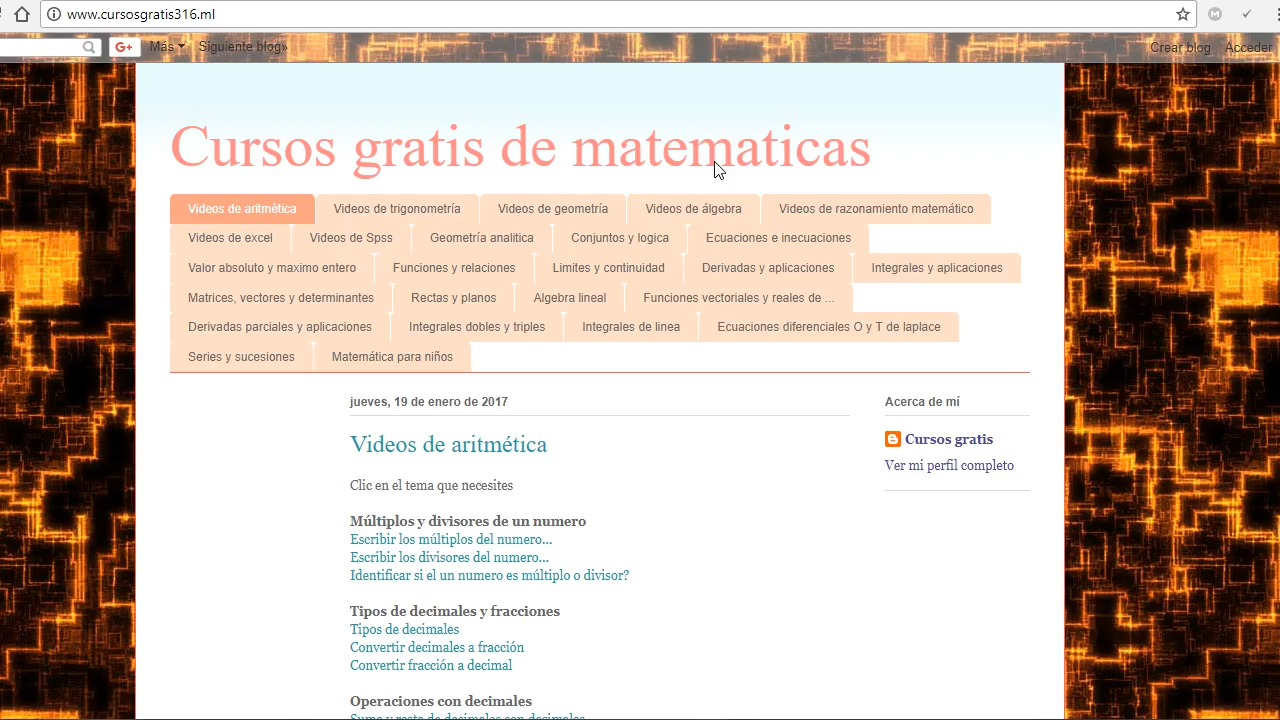 www.cursosgratis316.ml
G+ Más Siguiente blog» Crear blog Acceder
Cursos gratis de matematicas
Videos de aritmética Videos de trigonometría Videos de geometría Videos de álgebra Videos de razonamiento matemático
Videos de excel Videos de Spss Geometría analitica Conjuntos y logica Ecuaciones e inecuaciones
Valor absoluto y maximo entero Funciones y relaciones Limites y continuidad Derivadas y aplicaciones Integrales y aplicaciones
Matrices, vectores y determinantes Rectas y planos Algebra lineal Funciones vectoriales y reales de ...
Derivadas parciales y aplicaciones Integrales dobles y triples Integrales de linea Ecuaciones diferenciales O y T de laplace
Series y sucesiones Matemática para niños
jueves, 19 de enero de 2017
Videos de aritmética
Clic en el tema que necesites
Múltiplos y divisores de un numero
Escribir los múltiplos del numero...
Escribir los divisores del numero...
Identificar si el un numero es múltiplo o divisor?
Tipos de decimales y fracciones
Tipos de decimales
Convertir decimales a fracción
Convertir fracción a decimal
Operaciones con decimales
Suma y resta de decimales con decimales
Acerca de mí
Cursos gratis
Ver mi perfil completo